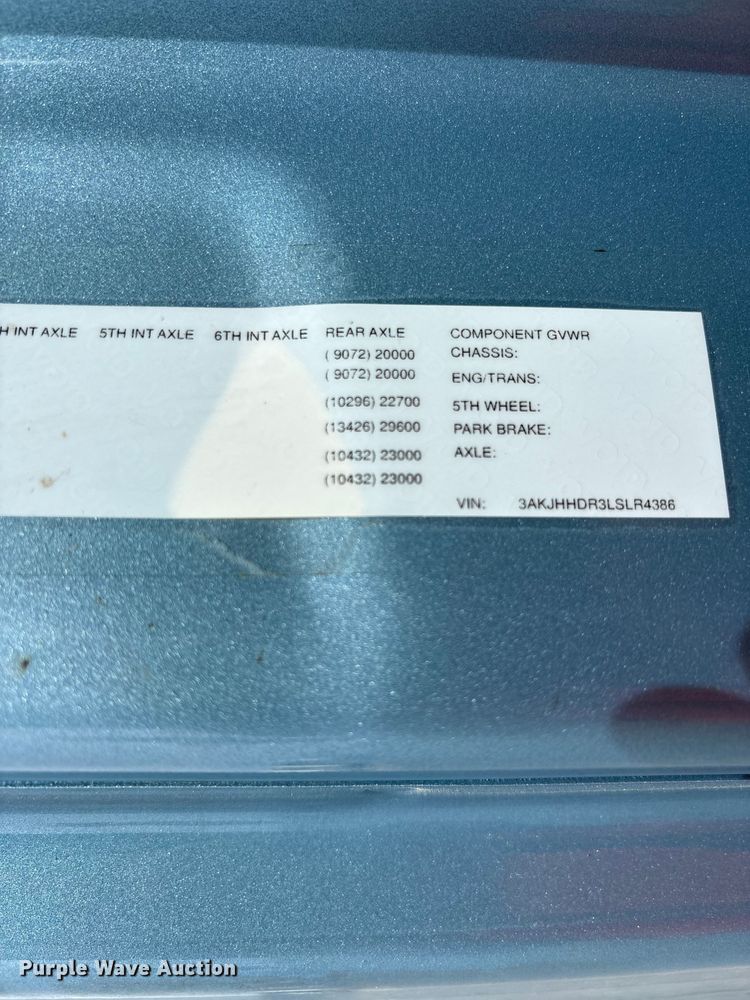 H INT AXLE 5TH INT AXLE 6TH INT AXLE REAR AXLE COMPONENT GVWR
( 9072) 20000 CHASSIS:
( 9072) 20000 ENG/TRANS:
(10296) 22700 5TH WHEEL:
(13426) 29600 PARK BRAKE:
(10432) 23000 AXLE:
(10432) 23000
VIN: 3AKJHHDR3LSLR4386
Purple Wave Auction